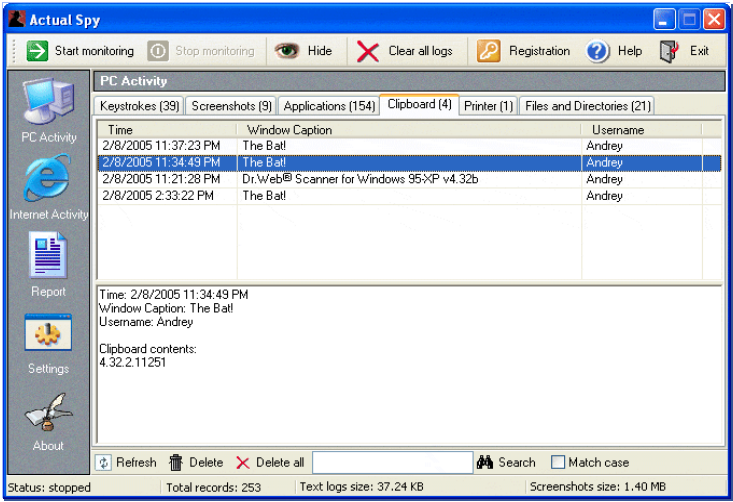 Actual Spy
Start monitoring Stop monitoring Hide Clear all logs Registration Help Exit
PC Activity
Keystrokes (39) Screenshots (9) Applications (154) Clipboard (4) Printer (1) Files and Directories (21)
Time Window Caption Username
2/8/2005 11:37:23 PM The Bat! Andrey
2/8/2005 11:34:49 PM The Bat! Andrey
2/8/2005 11:21:28 PM Dr.Web® Scanner for Windows 95-XP v4.32b Andrey
2/8/2005 2:33:22 PM The Bat! Andrey
PC Activity
Internet Activity
Report
Settings
About
Time: 2/8/2005 11:34:49 PM
Window Caption: The Bat!
Username: Andrey
Clipboard contents:
4.32.2.11251
Refresh Delete Delete all Search Match case
Status: stopped Total records: 253 Text logs size: 37.24 KB Screenshots size: 1.40 MB